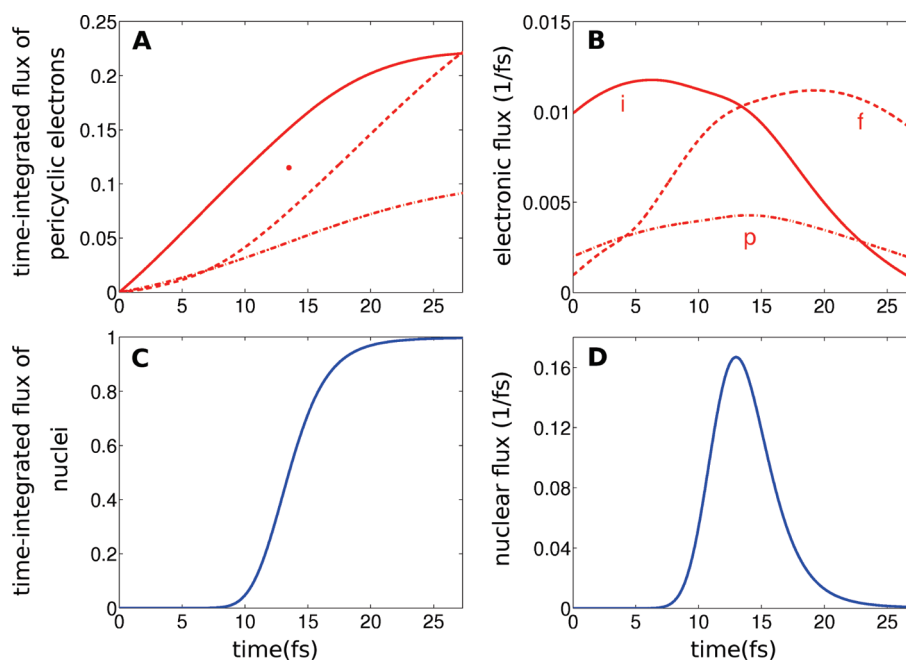 time-integrated flux of
pericyclic electrons
A
0.25
0.2
0.15
0.1
0.05
0
0 5 10 15 20 25
electronic flux (1/fs)
B
0.015
0.01
0.005
0
i
f
p
0 5 10 15 20 25
time-integrated flux of
nuclei
C
1
0.8
0.6
0.4
0.2
0
0 5 10 15 20 25
time(fs)
nuclear flux (1/fs)
D
0.16
0.12
0.08
0.04
0
0 5 10 15 20 25
time(fs)